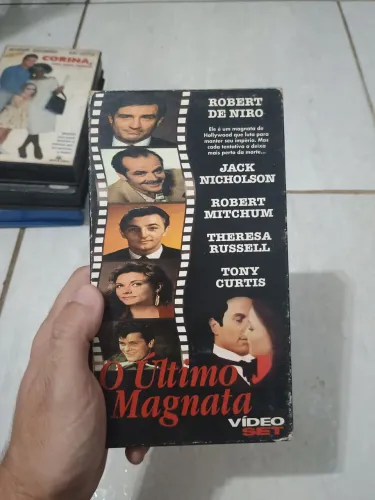 CORINA,
ROBERT
DE NIRO
Ele é um magnata de
Hollywood que luta para
manter seu império. Mas
cada tentativa o deixa
mais perto da morte...
JACK
NICHOLSON
ROBERT
MITCHUM
THERESA
RUSSELL
TONY
CURTIS
O Último
Magnata
VÍDEO
SET